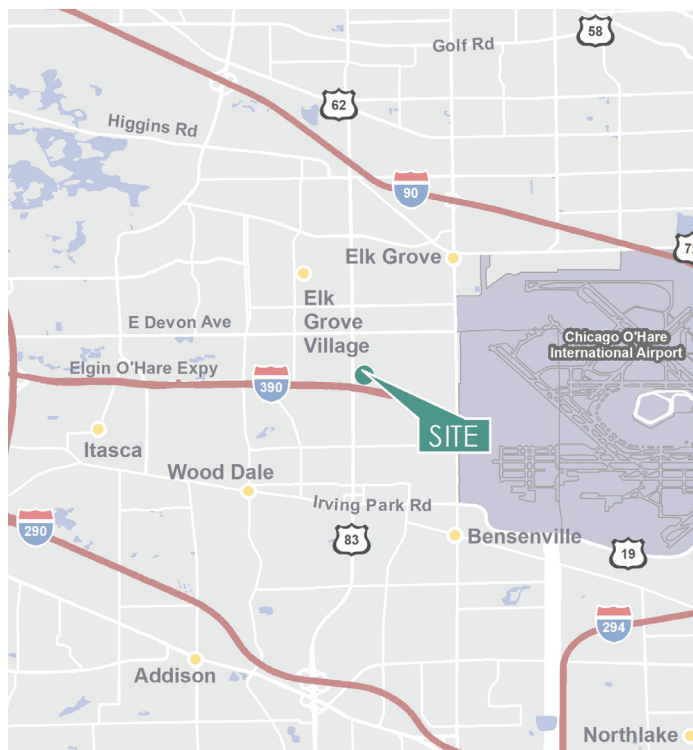 58
Golf Rd
62
Higgins Rd
90
Elk Grove
Elk
Grove
Village
E Devon Ave
Chicago O'Hare
International Airport
Elgin O'Hare Expy
390
SITE
Itasca
Wood Dale
Irving Park Rd
290
83
Bensenville
19
294
Addison
Northlake